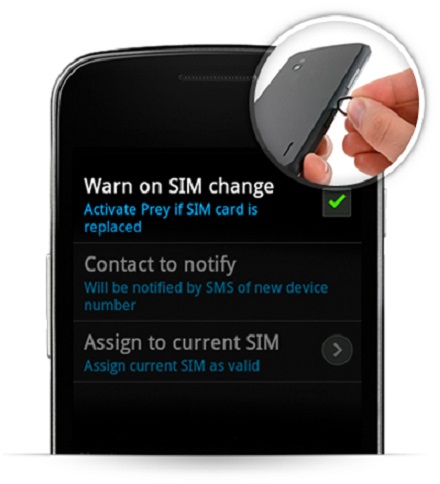 Warn on SIM change
Activate Prey if SIM card is
replaced
Contact to notify
Will be notified by SMS of new device
number
Assign to current SIM
Assign current SIM as valid